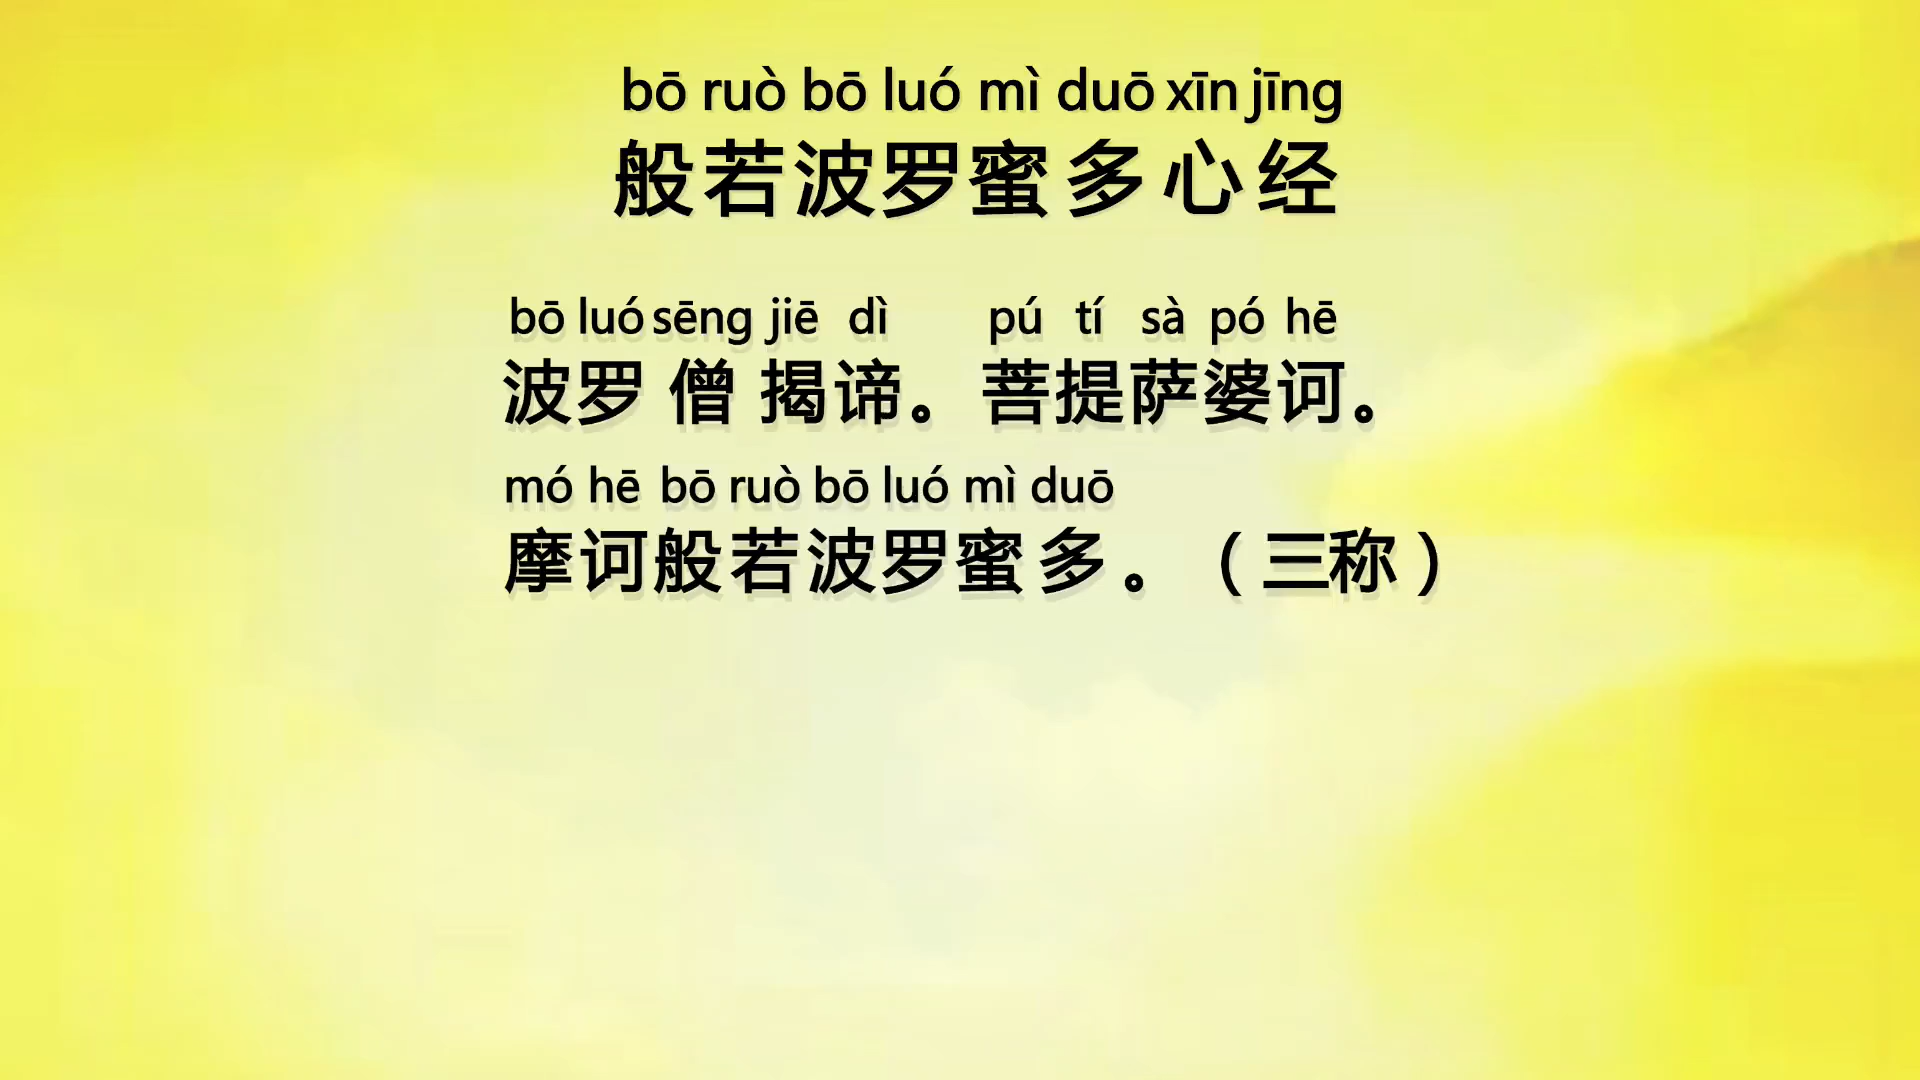 bō ruò bō luó mì duō xīn jīng
般若波罗蜜多心经
bō luó sēng jiē dì pú tí sà pó hē
波罗僧揭谛。菩提萨婆诃。
mó hē bō ruò bō luó mì duō
摩诃般若波罗蜜多。（三称）